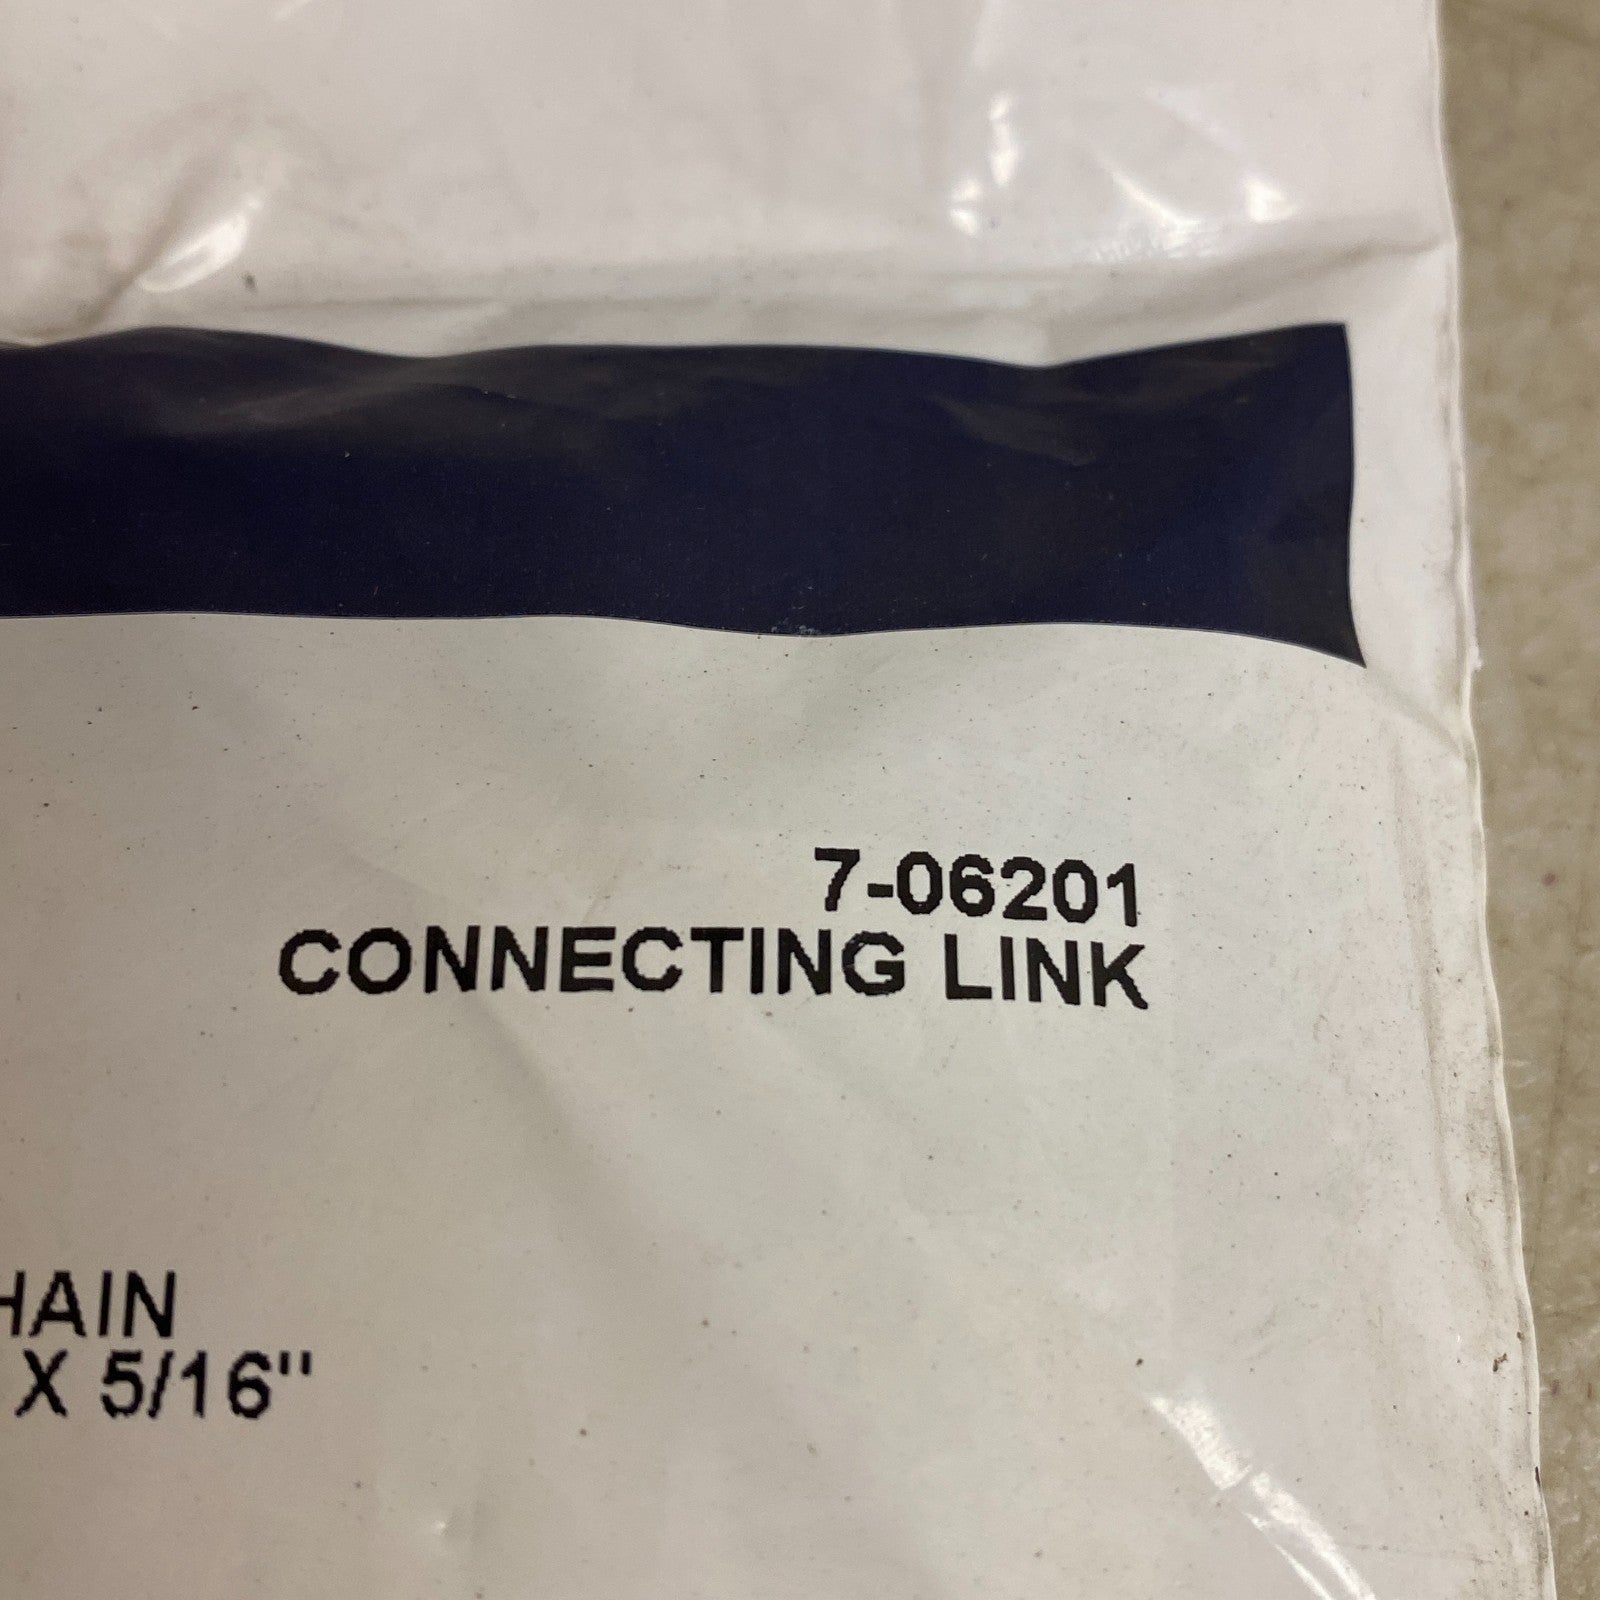 7-06201
CONNECTING LINK
HAIN
X 5/16"